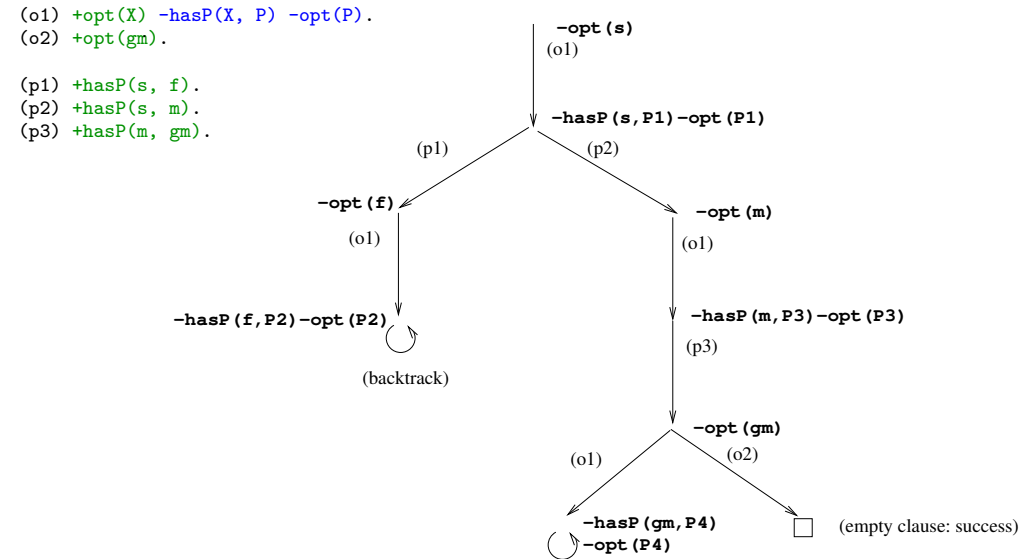 (o1) +opt(X) -hasP(X, P) -opt(P).
(o2) +opt(gm).
(p1) +hasP(s, f).
(p2) +hasP(s, m).
(p3) +hasP(m, gm).
-opt(s)
(o1)
-hasP(s,P1)-opt(P1)
(p1)
(p2)
-opt(f)
-opt(m)
(o1)
(o1)
-hasP(f,P2)-opt(P2)
-hasP(m,P3)-opt(P3)
(p3)
(backtrack)
-opt(gm)
(o1)
(o2)
-hasP(gm,P4)
-opt(P4)
(empty clause: success)